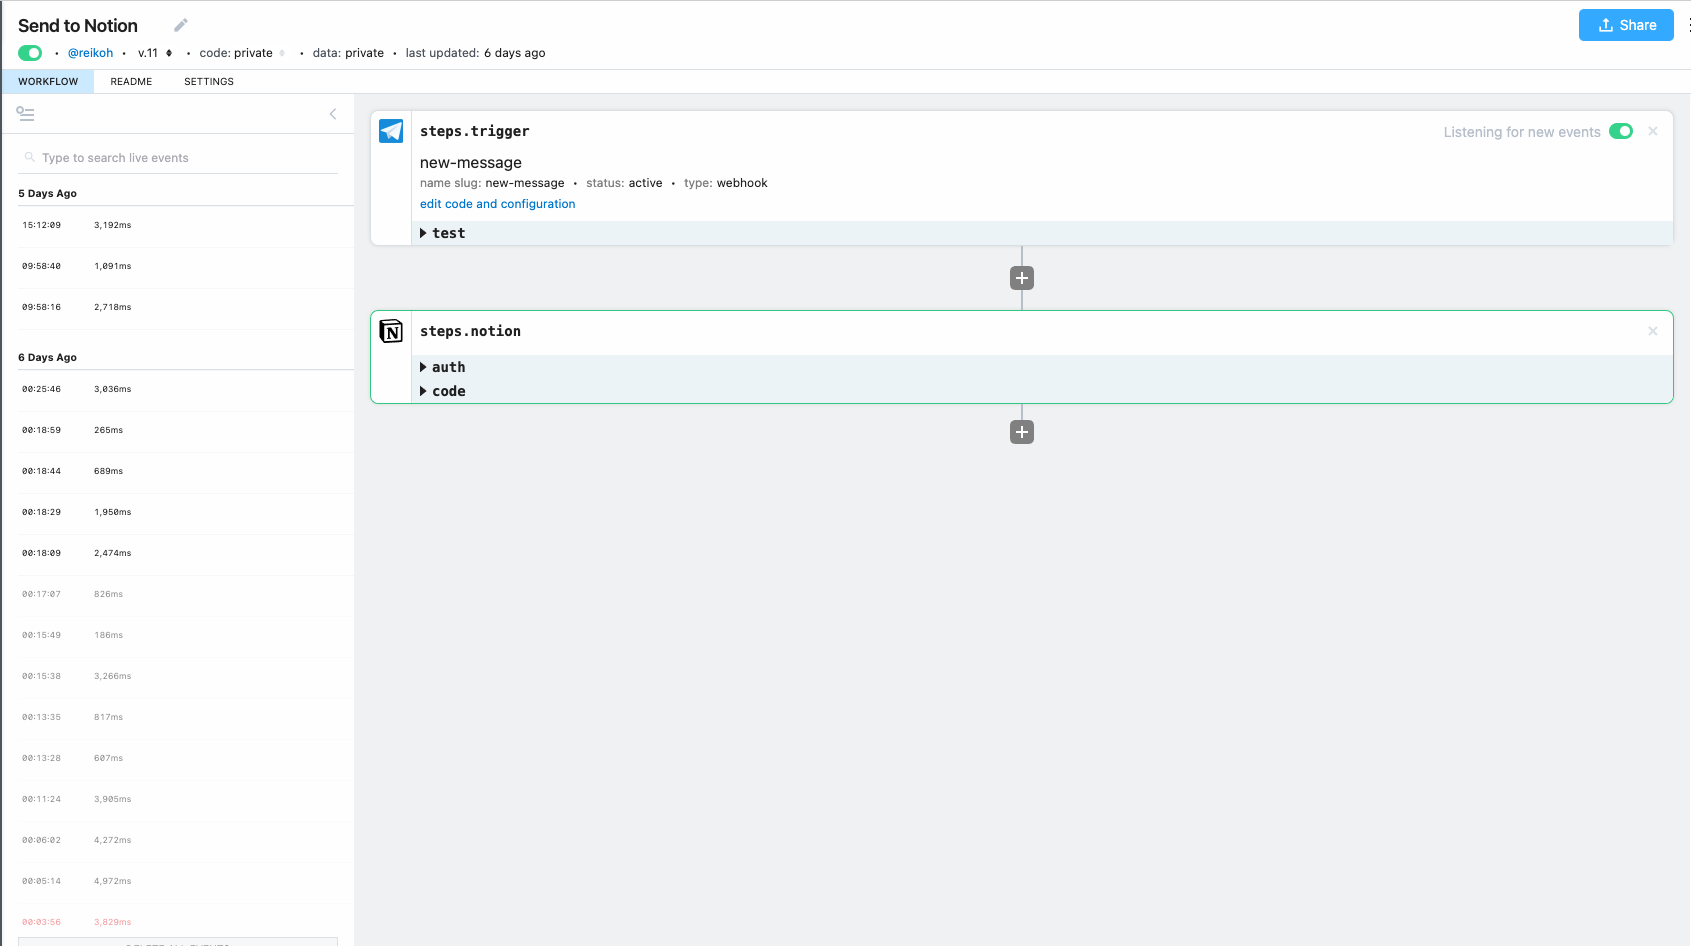 Send to Notion
Share
• @reikoh • v.11 • code: private • data: private • last updated: 6 days ago
WORKFLOW README SETTINGS
Type to search live events
5 Days Ago
15:12:09 3,192ms
09:58:40 1,091ms
09:58:16 2,718ms
6 Days Ago
00:25:46 3,036ms
00:18:59 265ms
00:18:44 689ms
00:18:29 1,950ms
00:18:09 2,474ms
00:17:07 826ms
00:15:49 186ms
00:15:38 3,266ms
00:13:35 817ms
00:13:28 607ms
00:11:24 3,905ms
00:06:02 4,272ms
00:05:14 4,972ms
00:03:56 3,829ms
DELETE ALL EVENTS
steps.trigger
Listening for new events
new-message
name slug: new-message • status: active • type: webhook
edit code and configuration
test
N
steps.notion
auth
code